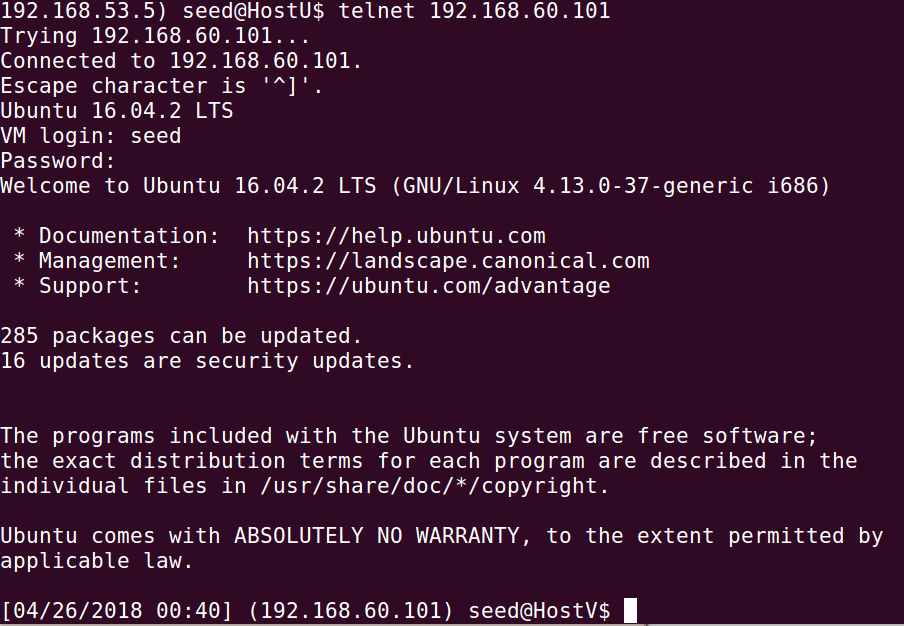 192.168.53.5) seed@HostU$ telnet 192.168.60.101
Trying 192.168.60.101...
Connected to 192.168.60.101.
Escape character is '^]'.
Ubuntu 16.04.2 LTS
VM login: seed
Password:
Welcome to Ubuntu 16.04.2 LTS (GNU/Linux 4.13.0-37-generic i686)
 * Documentation:  https://help.ubuntu.com
 * Management:     https://landscape.canonical.com
 * Support:        https://ubuntu.com/advantage
285 packages can be updated.
16 updates are security updates.
The programs included with the Ubuntu system are free software;
the exact distribution terms for each program are described in the
individual files in /usr/share/doc/*/copyright.
Ubuntu comes with ABSOLUTELY NO WARRANTY, to the extent permitted by
applicable law.
[04/26/2018 00:40] (192.168.60.101) seed@HostV$